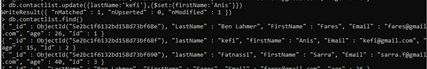 > db.contactlist.update({lastName:`kefi`},{$set:{firstName:`Anis`}})
WriteResult({ "nMatched" : 1, "nUpserted" : 0, "nModified" : 1 })
> db.contactlist.find()
{ "_id" : ObjectId("5e2bc1f6132bd158d73bf68e"), "lastName" : "Ben Lahmer", "FirstName" : "Fares", "Email" : "fares@gmail.
com", "age" : 26, "id" : 1 }
{ "_id" : ObjectId("5e2bc1f6132bd158d73bf68f"), "lastName" : "kefi", "firstName" : "Anis", "Email" : "kefi@gmail.com", "
age" : 15, "id" : 2 }
{ "_id" : ObjectId("5e2bc1f6132bd158d73bf690"), "lastName" : "Fatnassi", "FirstName" : "Sarra", "Email" : "sarra.f@gmail
.com", "age" : 40, "id" : 3 }